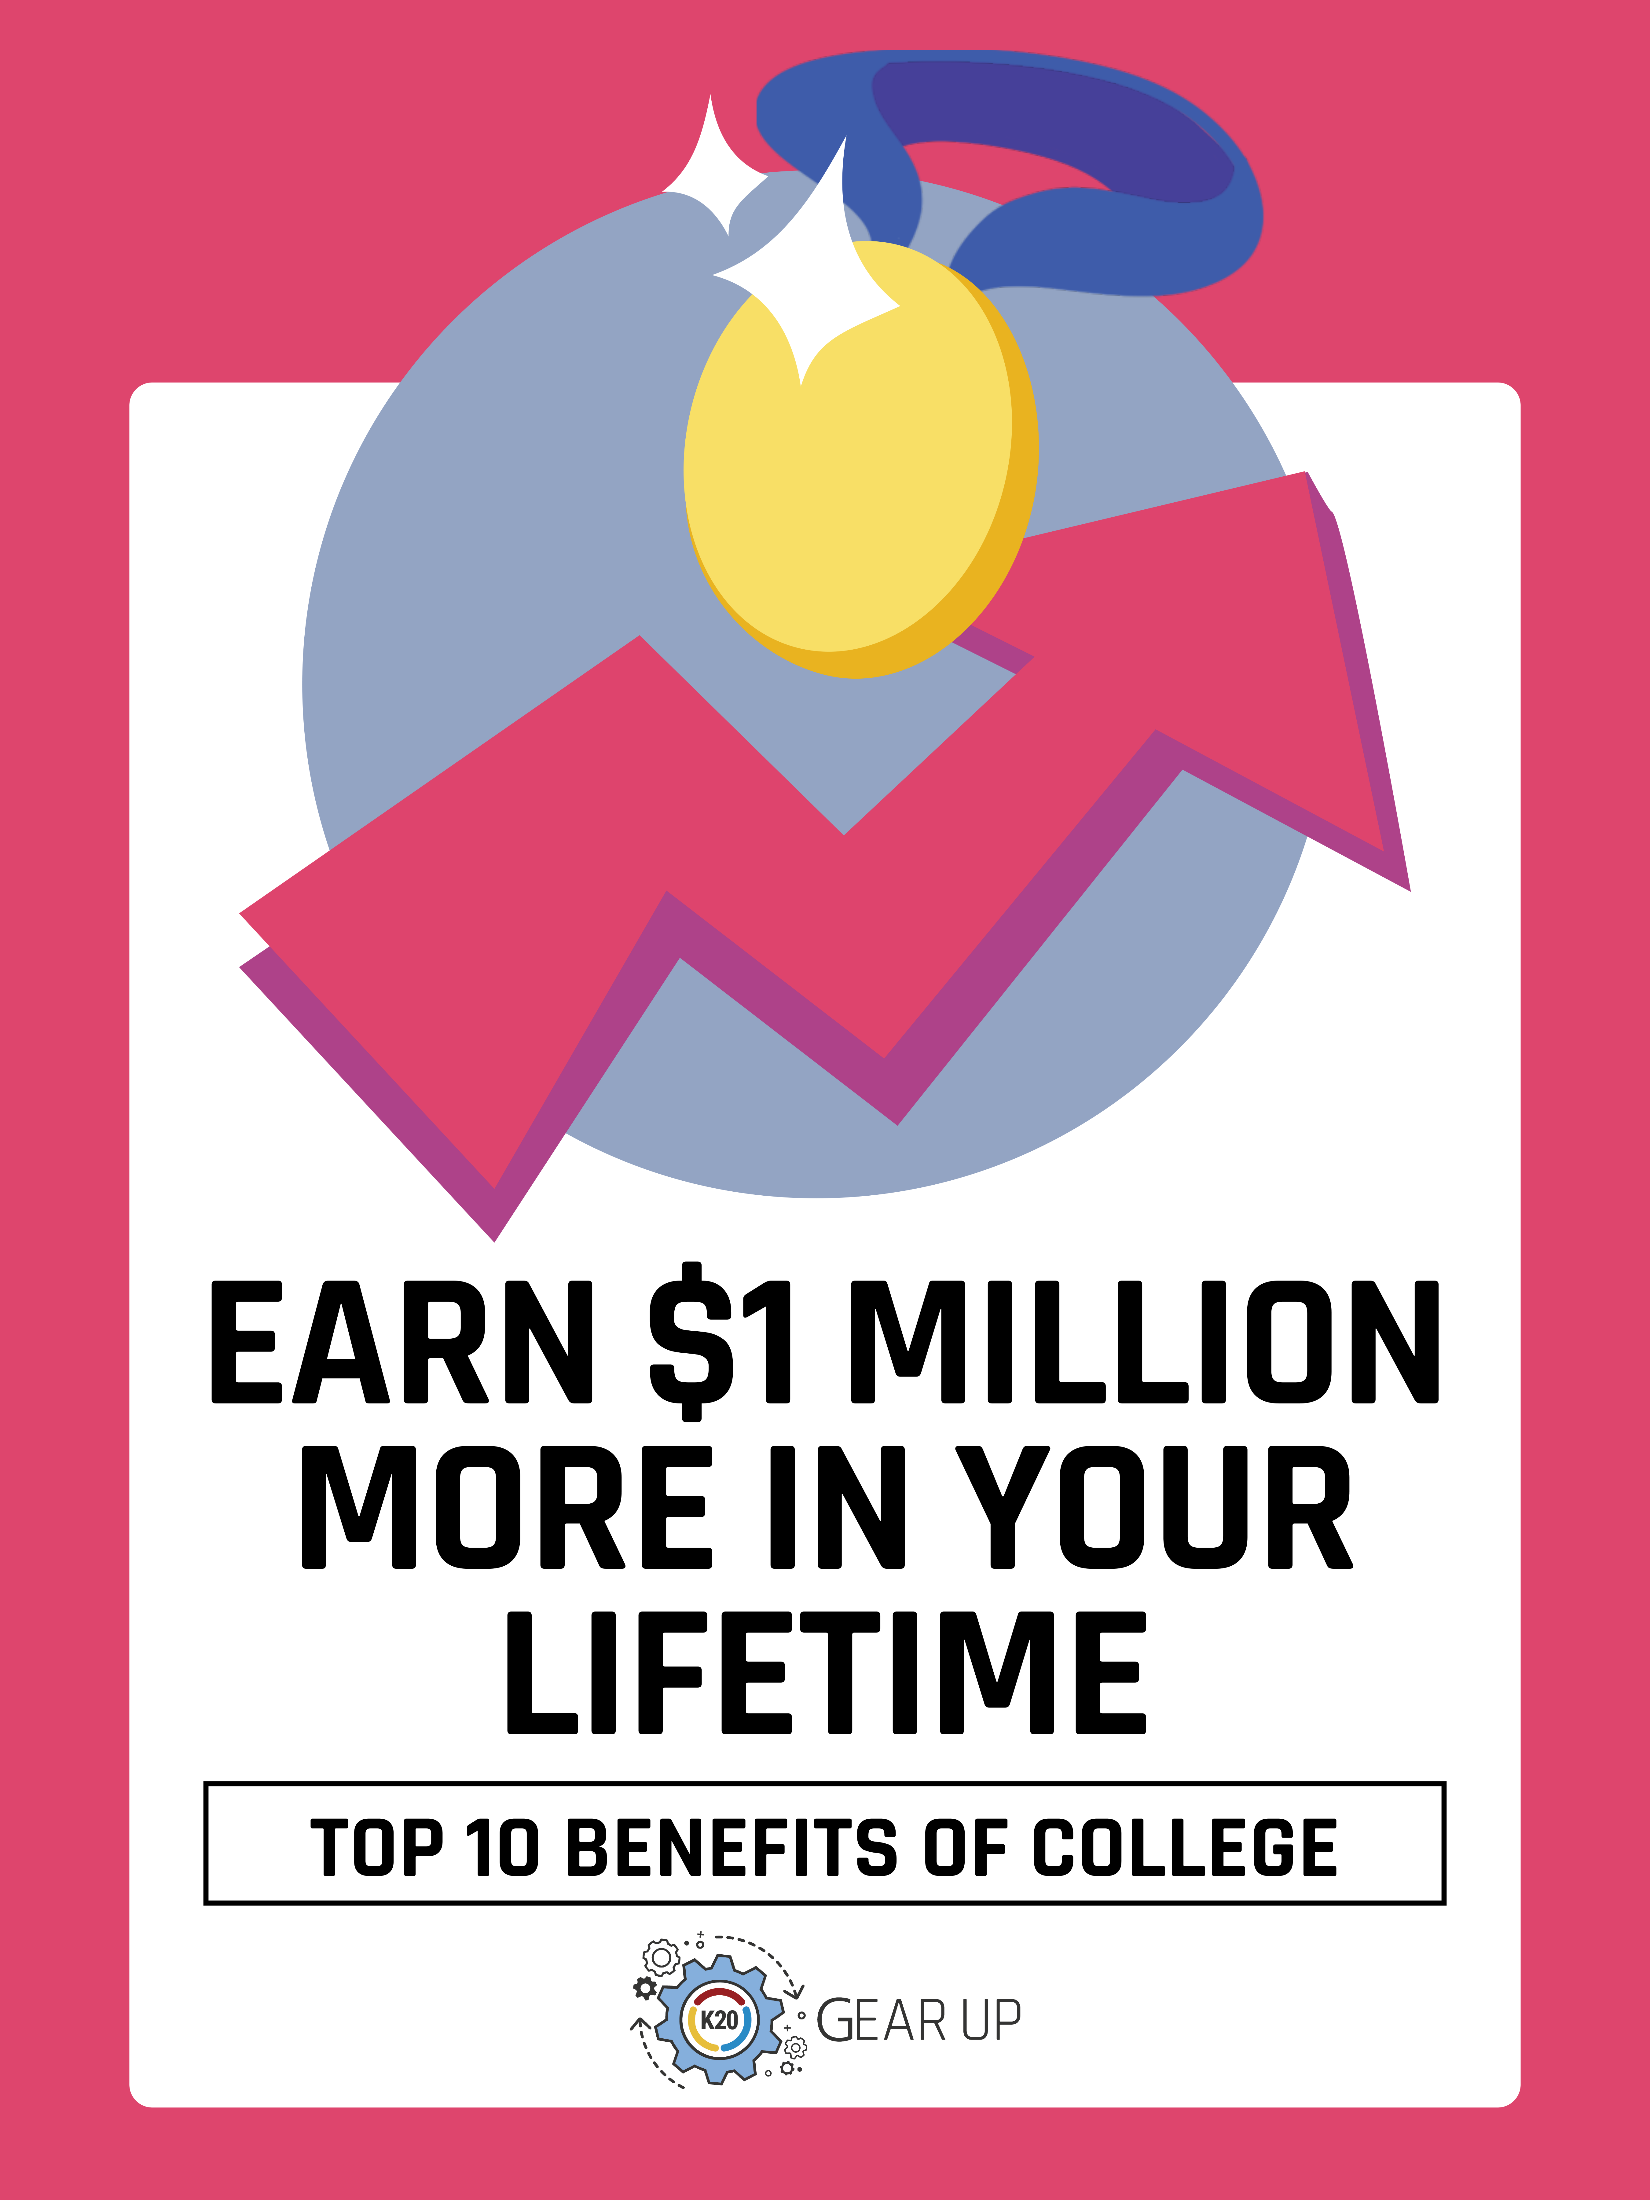 EARN $1 MILLION
MORE IN YOUR
LIFETIME
TOP 10 BENEFITS OF COLLEGE
K20
GEAR UP